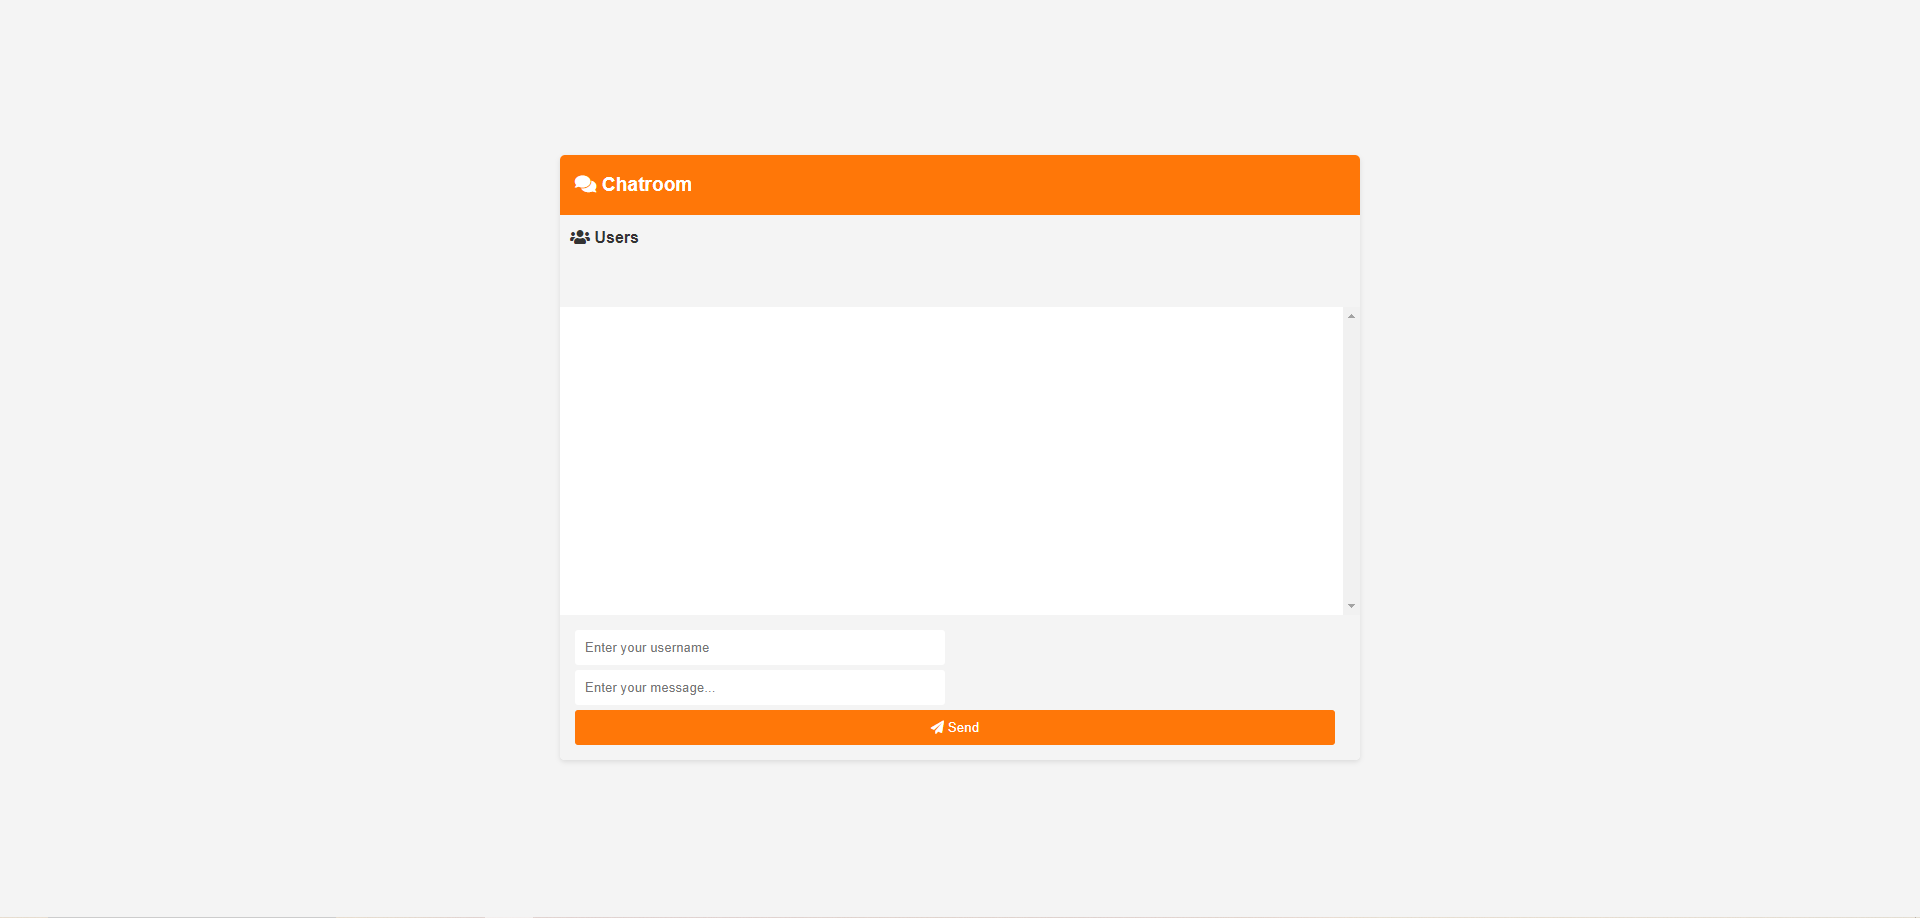 Chatroom
Users
Enter your username
Enter your message...
Send